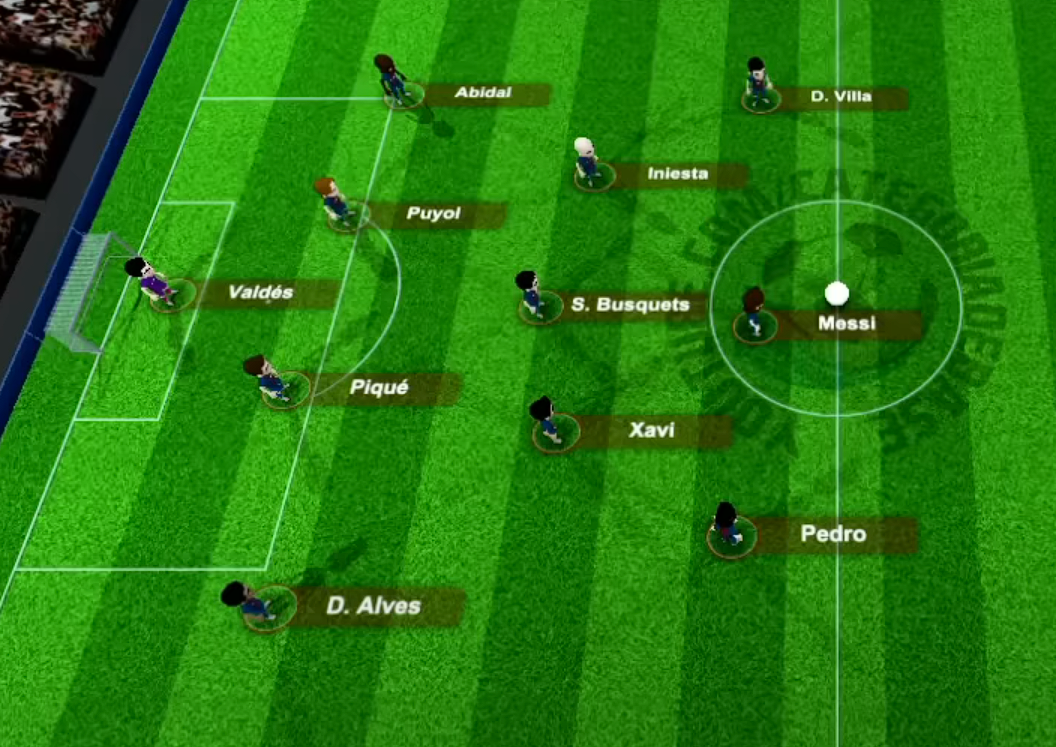 Abidal
D. Villa
Iniesta
Puyol
Valdés
S. Busquets
Messi
Piqué
Xavi
Pedro
D. Alves